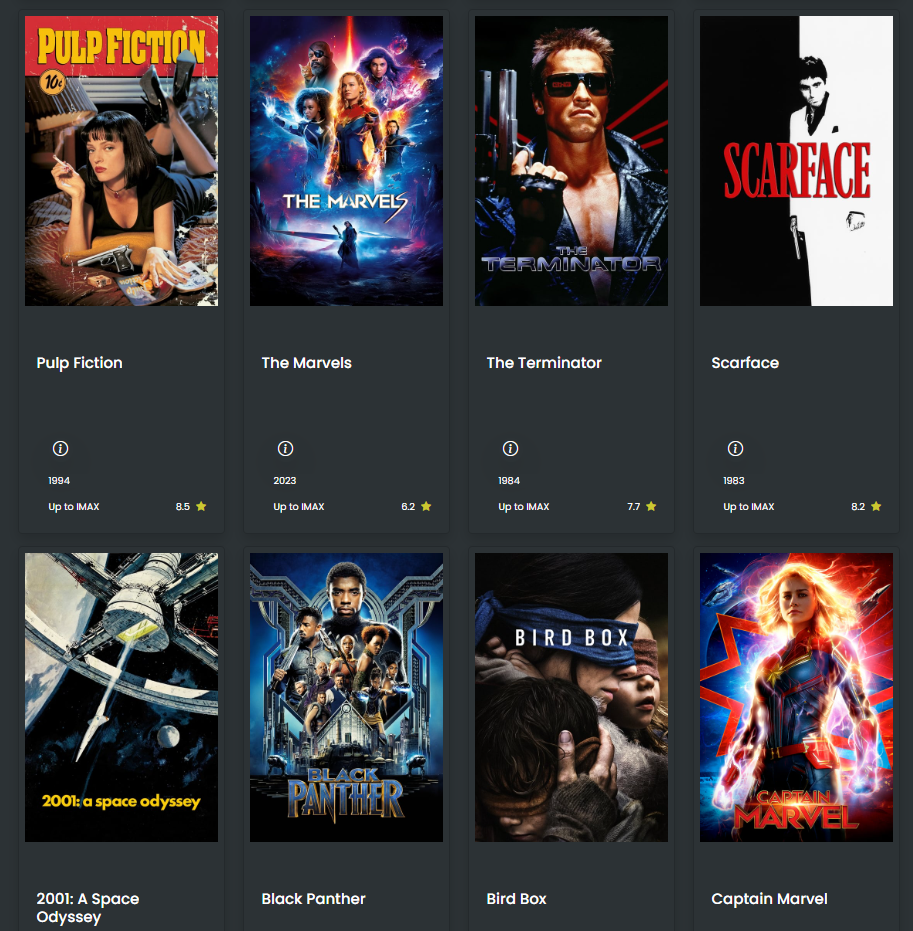 PULP FICTION
10¢
THE MARVELS
THE
TERMINATOR
SCARFACE
Pulp Fiction
The Marvels
The Terminator
Scarface
1994
2023
1984
1983
Up to IMAX 8.5
Up to IMAX 6.2
Up to IMAX 7.7
Up to IMAX 8.2
2001: a space odyssey
BLACK
PANTHER
BIRD BOX
CAPTAIN
MARVEL
2001: A Space
Odyssey
Black Panther
Bird Box
Captain Marvel